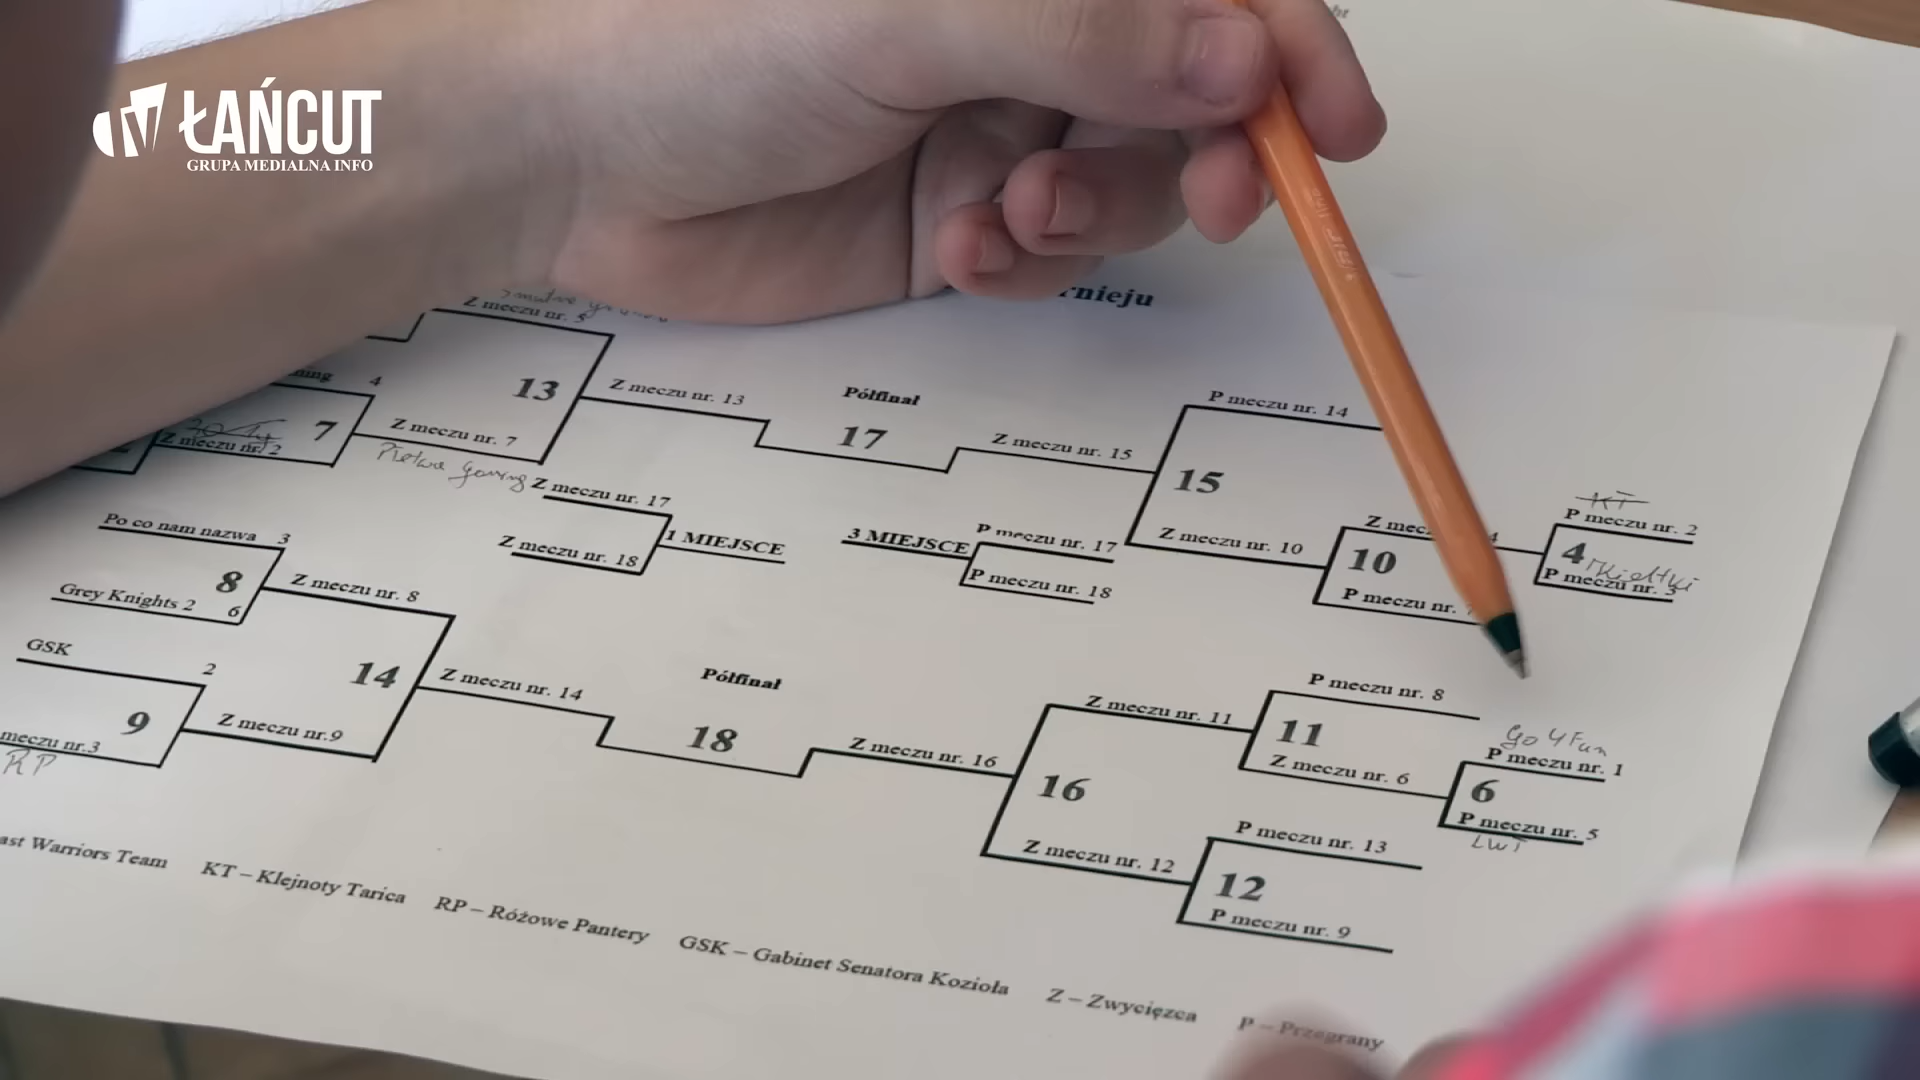 ŁAŃCUT
GRUPA MEDIALNA INFO
rnieju
Z meczu nr. 5
13
Z meczu nr. 13
Półfinał
17
Z meczu nr. 15
P meczu nr. 14
15
4
7
Z meczu nr. 2
Z meczu nr. 7
Z meczu nr. 17
Z meczu nr. 18
1 MIEJSCE
3 MIEJSCE
P meczu nr. 17
P meczu nr. 18
Z meczu nr. 10
10
P meczu nr.
4
KT
P meczu nr. 2
4
P meczu nr. 3
Po co nam nazwa 3
8
Grey Knights 2 6
Z meczu nr. 8
GSK
2
14
9
meczu nr.3
RP
Z meczu nr.9
Z meczu nr. 14
Półfinał
18
Z meczu nr. 16
Z meczu nr. 11
P meczu nr. 8
11
Z meczu nr. 6
Go 4Fun
P meczu nr. 1
6
P meczu nr. 5
LWT
16
Z meczu nr. 12
P meczu nr. 13
12
P meczu nr. 9
ast Warriors Team KT – Klejnoty Tarica RP – Różowe Pantery GSK – Gabinet Senatora Kozioła Z – Zwycięzca P – Przegrany